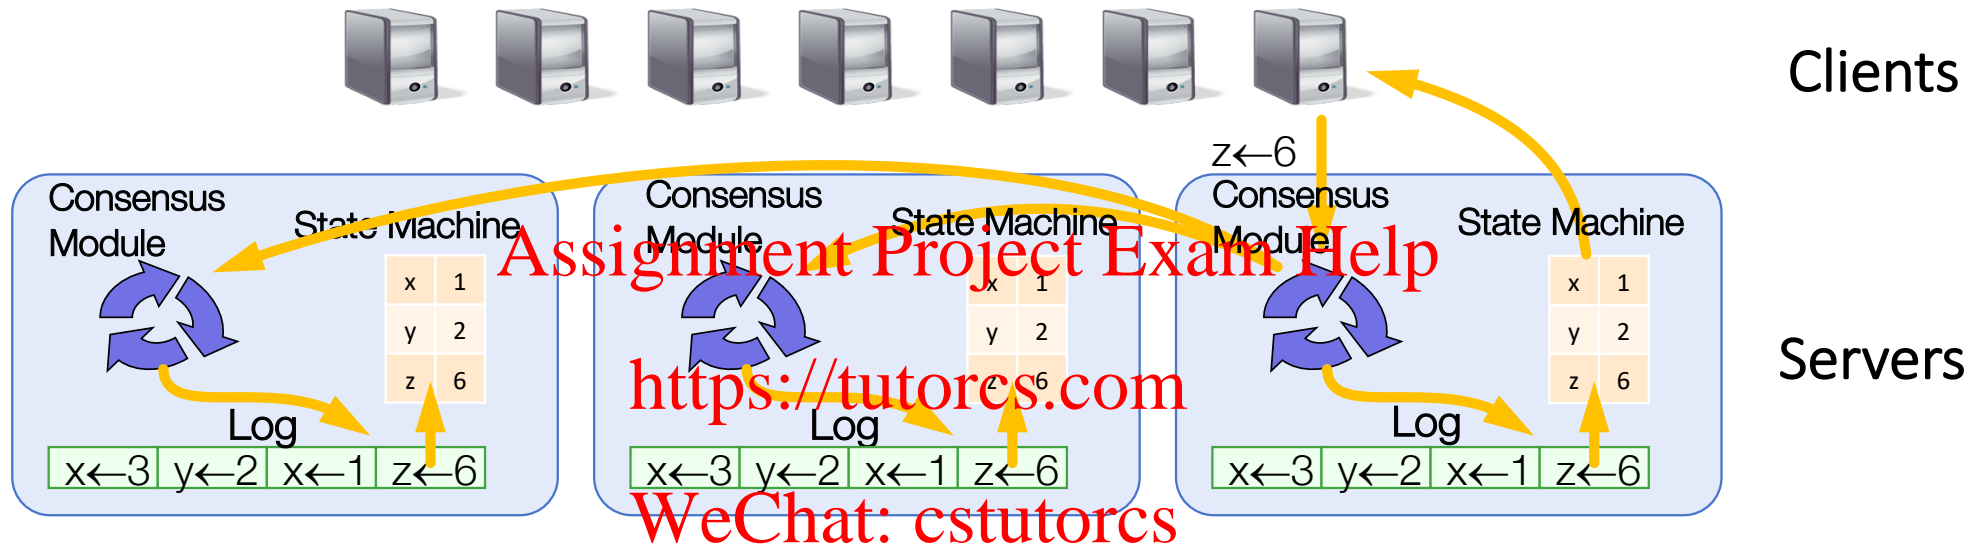 Clients
z←6
Consensus
Module
State Machine
x 1
y 2
z 6
Log
x←3 y←2 x←1 z←6
Consensus
Module
State Machine
x 1
y 2
z 6
Log
x←3 y←2 x←1 z←6
Consensus
Module
State Machine
x 1
y 2
z 6
Log
x←3 y←2 x←1 z←6
Servers
Assignment Project Exam Help
https://tutorcs.com
WeChat: cstutorcs